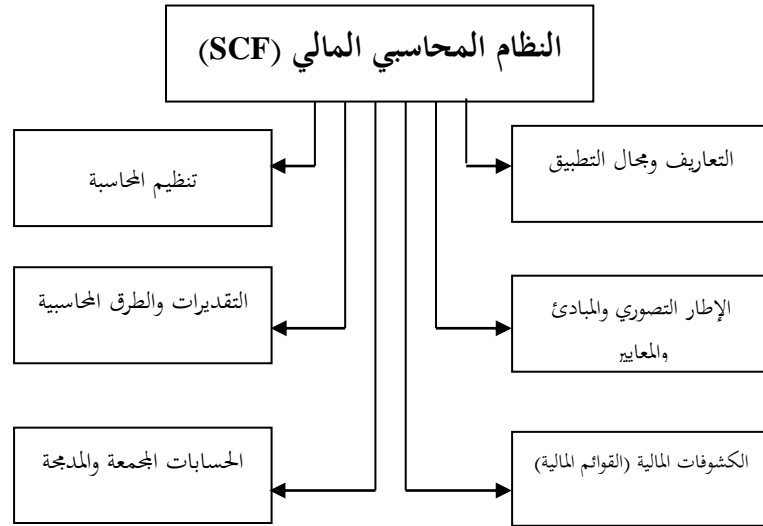 النظام المحاسبي المالي (SCF)
التعاريف ومجال التطبيق
تنظيم المحاسبة
الإطار التصوري والمبادئ
والمعايير
التقديرات والطرق المحاسبية
الكشوفات المالية (القوائم المالية)
الحسابات المجمعة والمدمجة